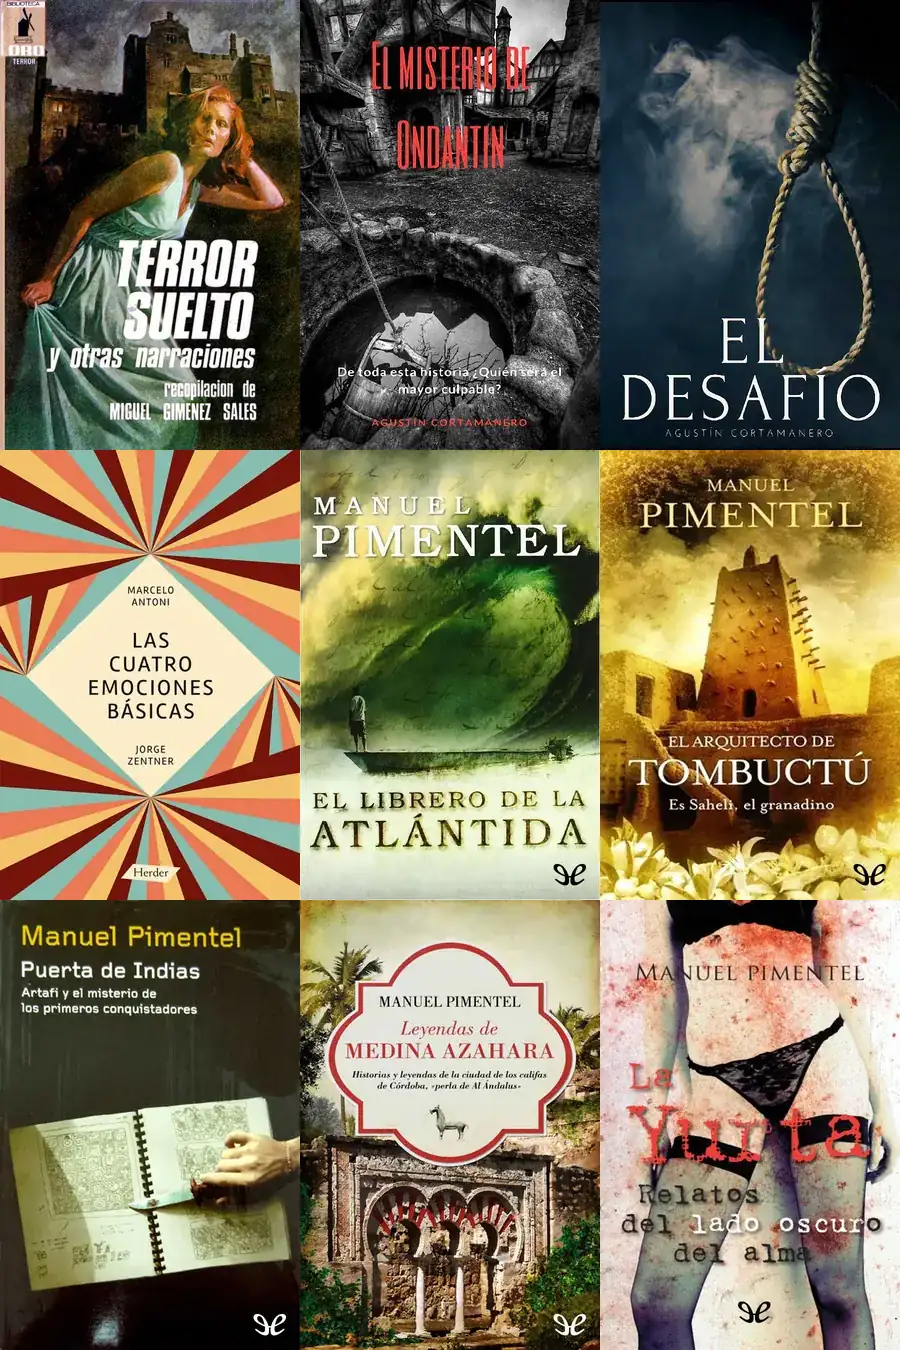 BIBLIOTECA
ORO
TERROR
TERROR
SUELTO
y otras narraciones
recopilacion de
MIGUEL GIMENEZ SALES
EL MISTERIO DE
ONDANTIN
De toda esta historia ¿Quién será el
mayor culpable?
AGUSTÍN CORTAMANERO
EL
DESAFÍO
AGUSTÍN CORTAMANERO
MARCELO
ANTONI
LAS
CUATRO
EMOCIONES
BÁSICAS
JORGE
ZENTNER
Herder
MANUEL
PIMENTEL
EL LIBRERO DE LA
ATLÁNTIDA
MANUEL
PIMENTEL
EL ARQUITECTO DE
TOMBUCTÚ
Es Saheli, el granadino
Manuel Pimentel
Puerta de Indias
Artafi y el misterio de
los primeros conquistadores
MANUEL PIMENTEL
Leyendas de
MEDINA AZAHARA
Historias y leyendas de la ciudad de los califas
de Córdoba, «perla de Al Ándalus»
MANUEL PIMENTEL
La
Yurta
Relatos
del lado oscuro
del alma